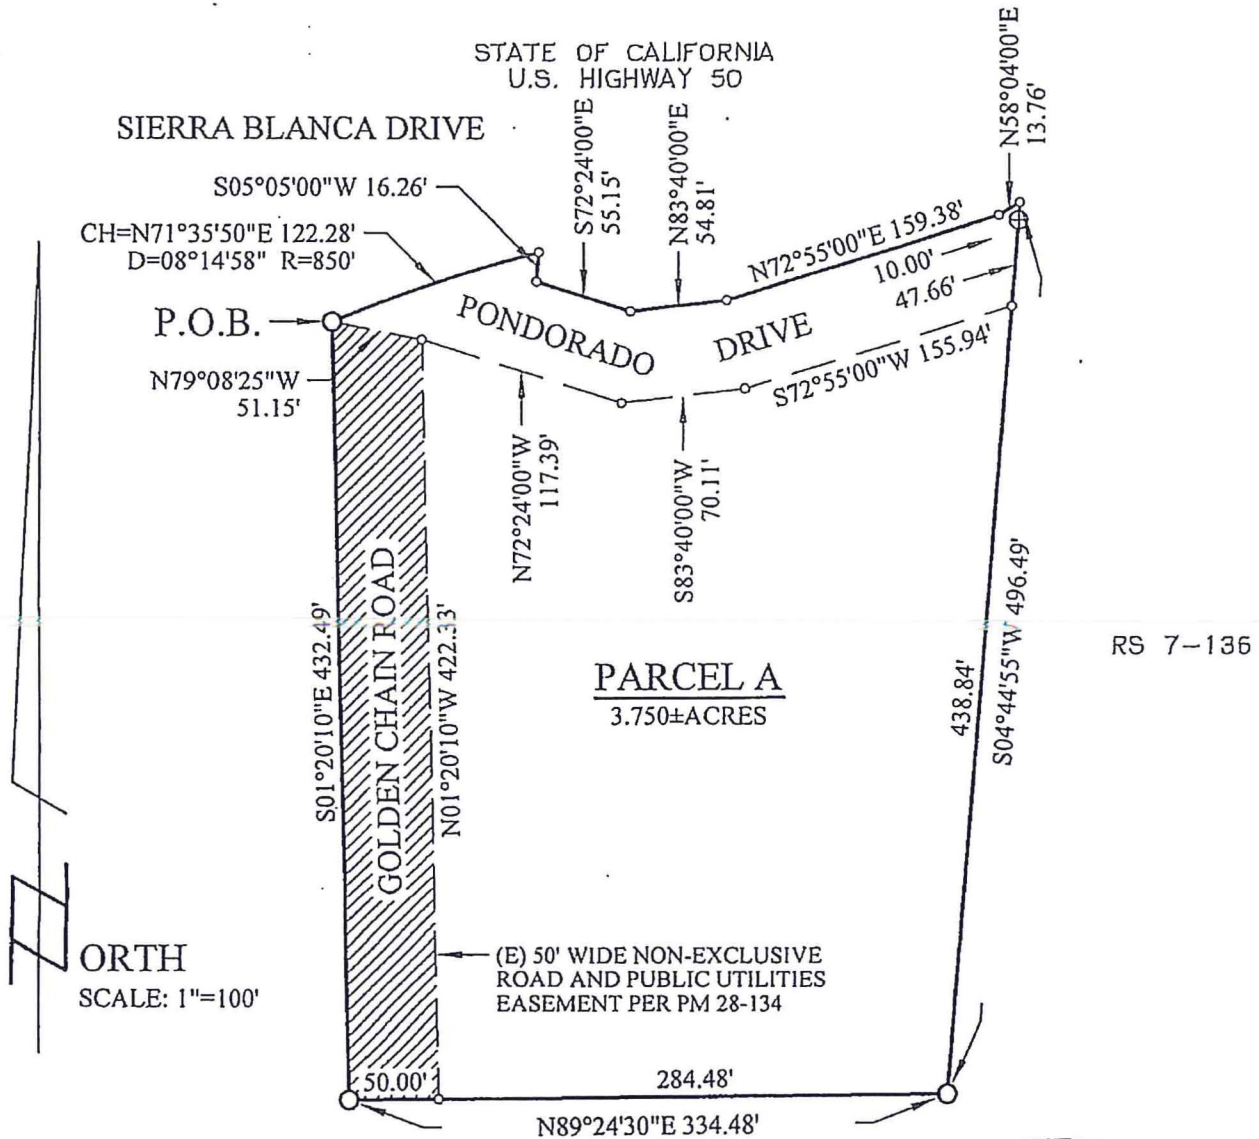 STATE OF CALIFORNIA
U.S. HIGHWAY 50
SIERRA BLANCA DRIVE
S05°05'00"W 16.26'
CH=N71°35'50"E 122.28'
D=08°14'58" R=850'
S72°24'00"E
55.15'
N83°40'00"E
54.81'
N58°04'00"E
13.76'
N72°55'00"E 159.38'
10.00'
47.66'
P.O.B.
PONDORADO DRIVE
S72°55'00"W 155.94'
N79°08'25"W
51.15'
N72°24'00"W
117.39'
S83°40'00"W
70.11'
S01°20'10"E 432.49'
GOLDEN CHAIN ROAD
N01°20'10"W 422.33'
PARCEL A
3.750±ACRES
438.84'
S04°44'55"W 496.49'
RS 7-136
NORTH
SCALE: 1"=100'
(E) 50' WIDE NON-EXCLUSIVE
ROAD AND PUBLIC UTILITIES
EASEMENT PER PM 28-134
50.00'
284.48'
N89°24'30"E 334.48'